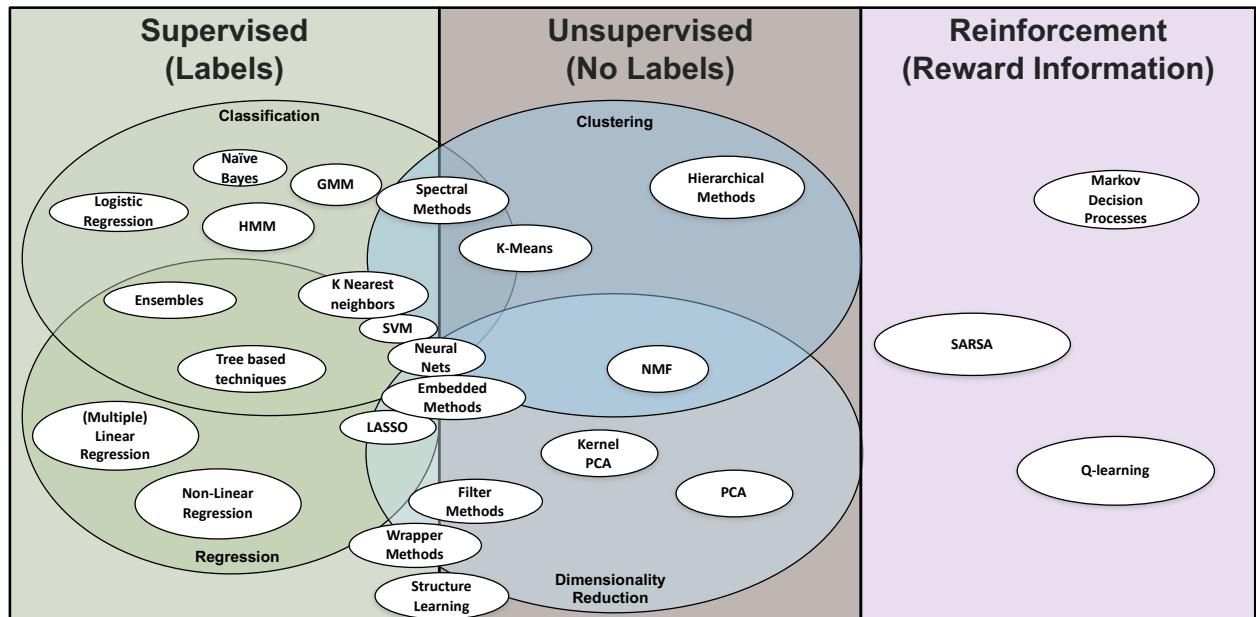 Supervised
(Labels)
Unsupervised
(No Labels)
Reinforcement
(Reward Information)
Classification
Naïve
Bayes
GMM
Logistic
Regression
HMM
Ensembles
K Nearest
neighbors
SVM
Tree based
techniques
Neural
Nets
Embedded
Methods
LASSO
(Multiple)
Linear
Regression
Non-Linear
Regression
Regression
Clustering
Spectral
Methods
Hierarchical
Methods
K-Means
NMF
Kernel
PCA
PCA
Filter
Methods
Wrapper
Methods
Structure
Learning
Dimensionality
Reduction
Markov
Decision
Processes
SARSA
Q-learning